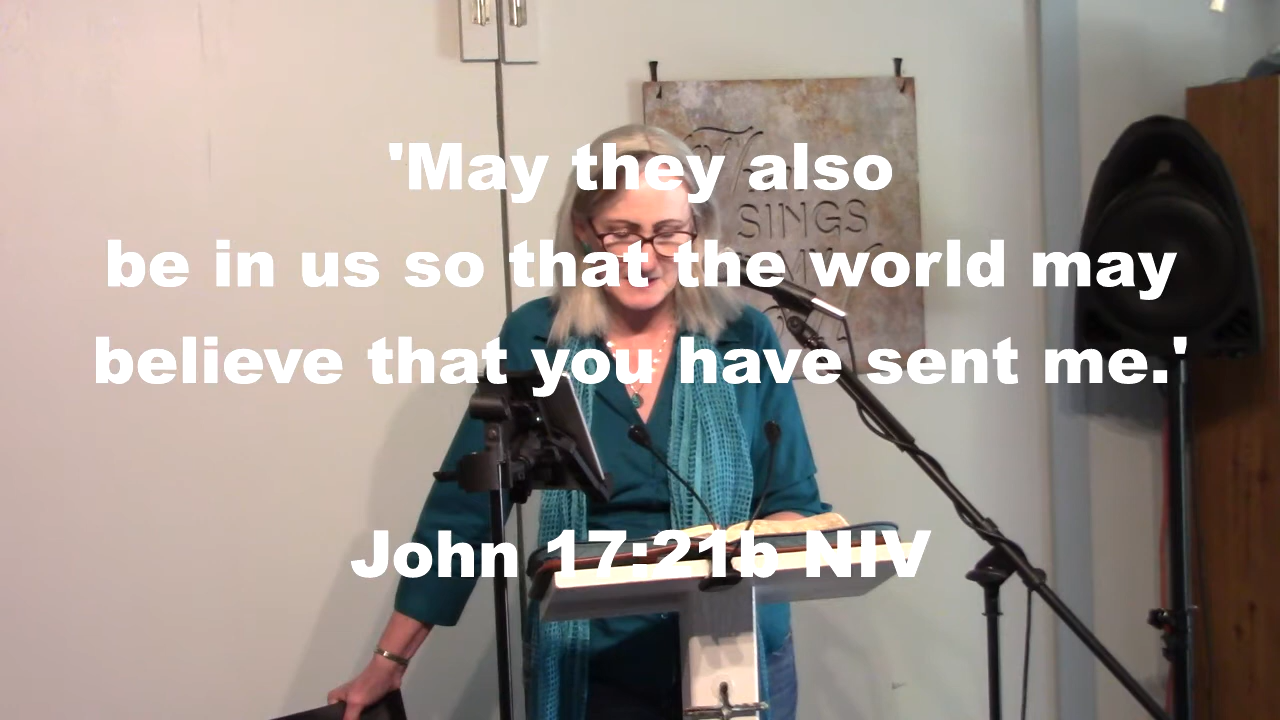 'May they also
be in us so that the world may
believe that you have sent me.'
John 17:21b NIV
SINGS